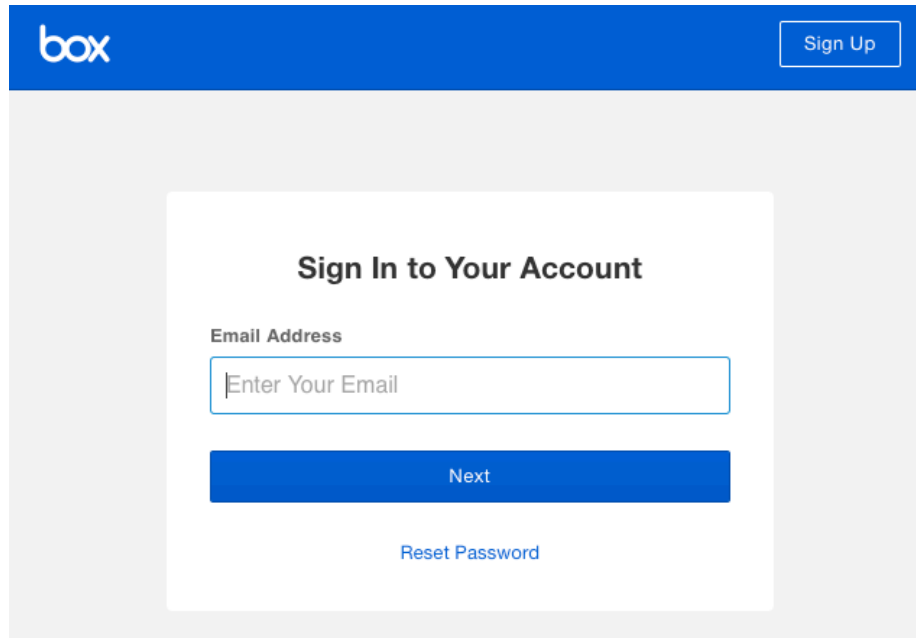 box
Sign Up
Sign In to Your Account
Email Address
Enter Your Email
Next
Reset Password